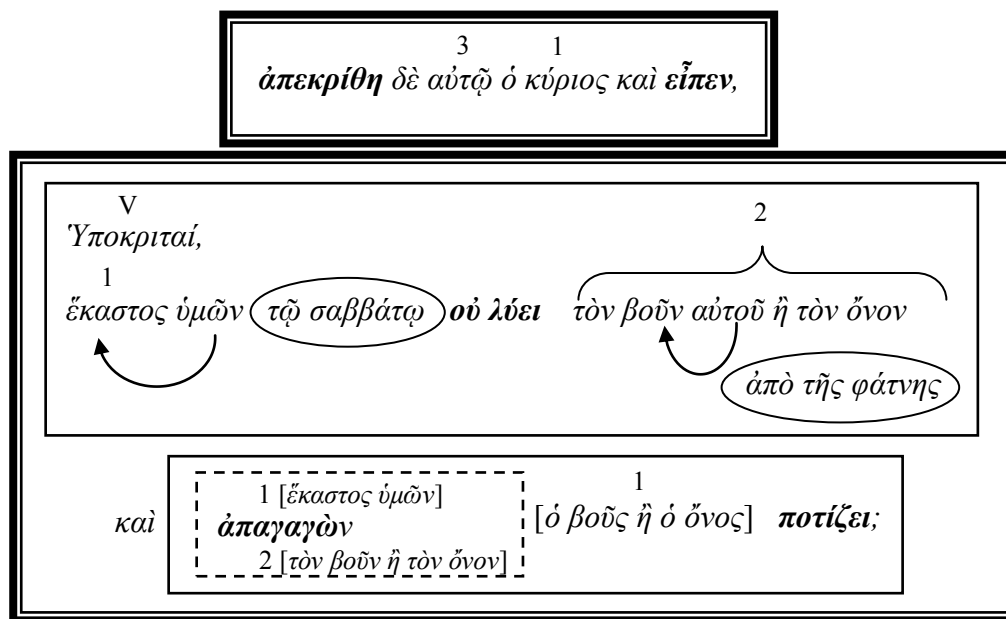 3 1
ἀπεκρίθη δὲ αὐτῷ ὁ κύριος καὶ εἶπεν,
V
Ὑποκριταί,
1 2
ἕκαστος ὑμῶν τῷ σαββάτῳ οὐ λύει τὸν βοῦν αὐτοῦ ἢ τὸν ὄνον
ἀπὸ τῆς φάτνης
1 [ἕκαστος ὑμῶν] 1
καὶ ἀπαγαγὼν [ὁ βοῦς ἢ ὁ ὄνος] ποτίζει;
2 [τὸν βοῦν ἢ τὸν ὄνον]